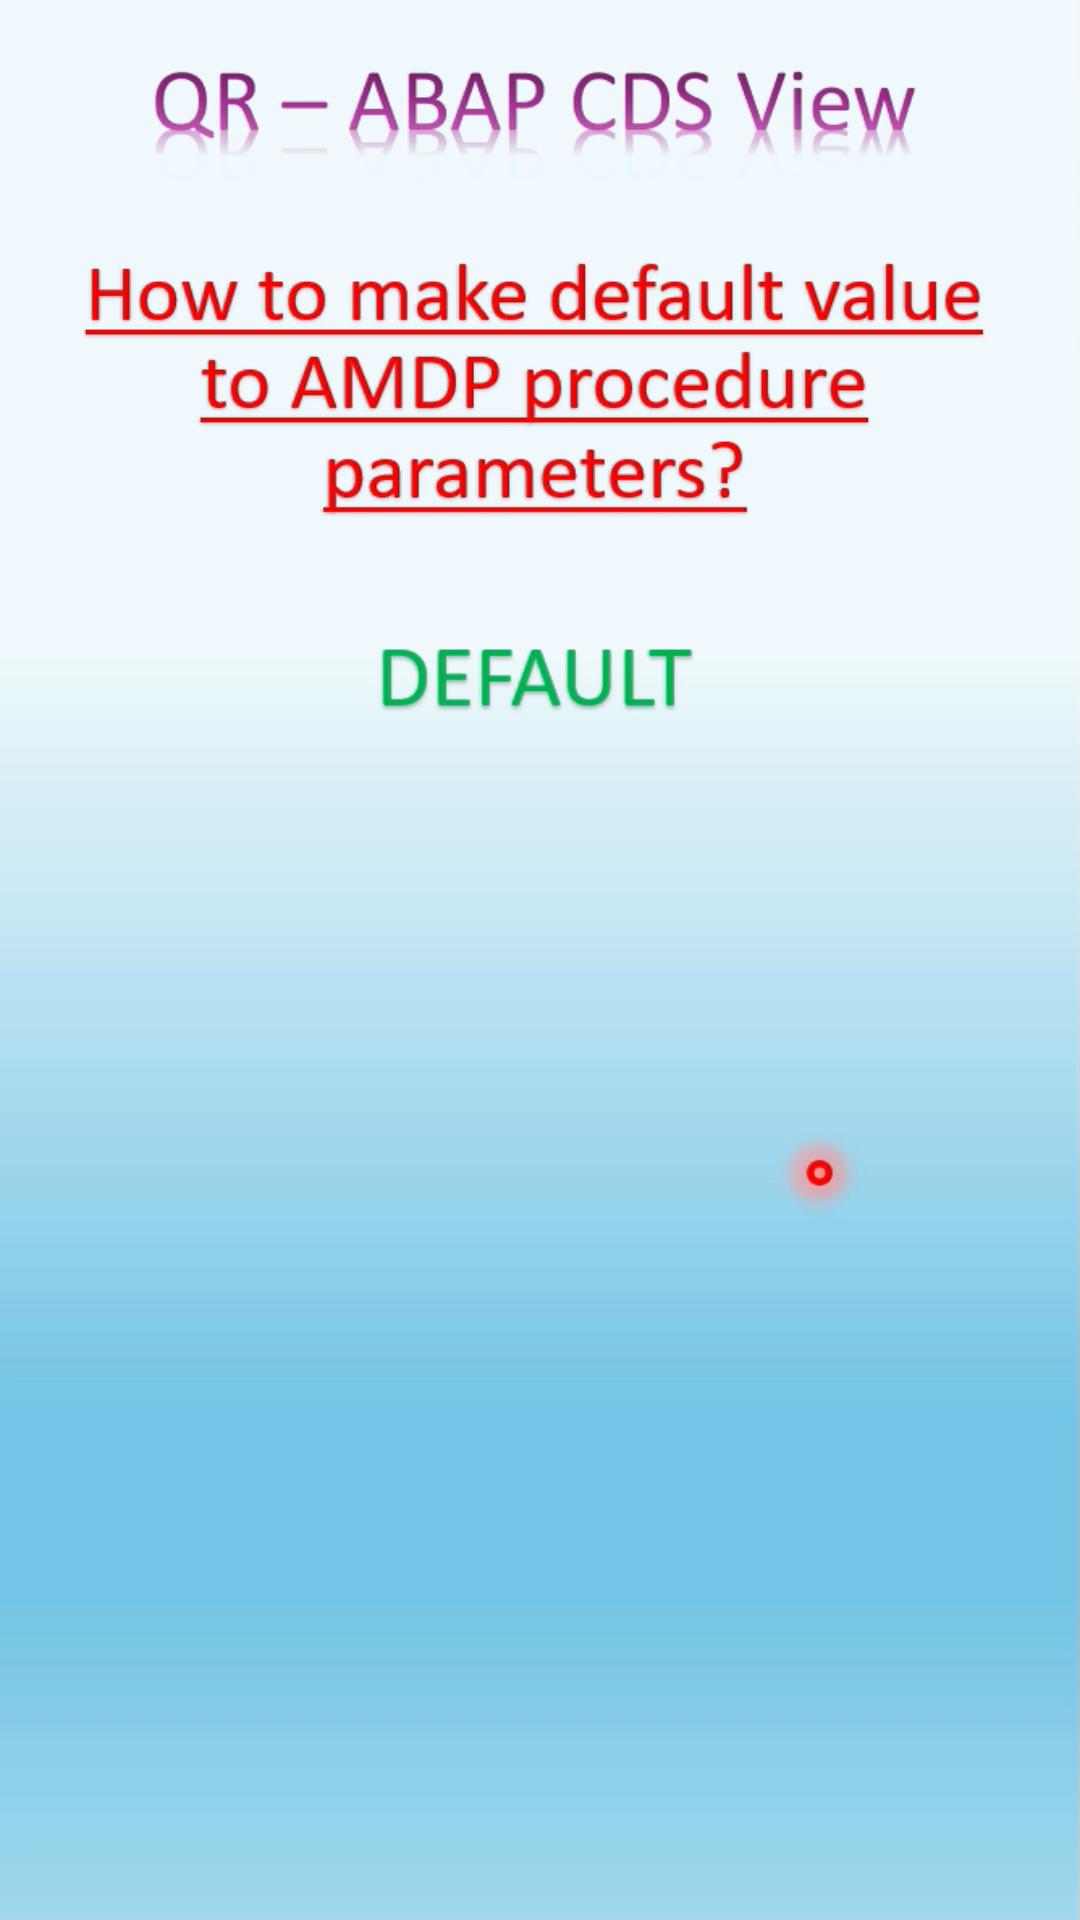 QR – ABAP CDS View
How to make default value
to AMDP procedure
parameters?
DEFAULT